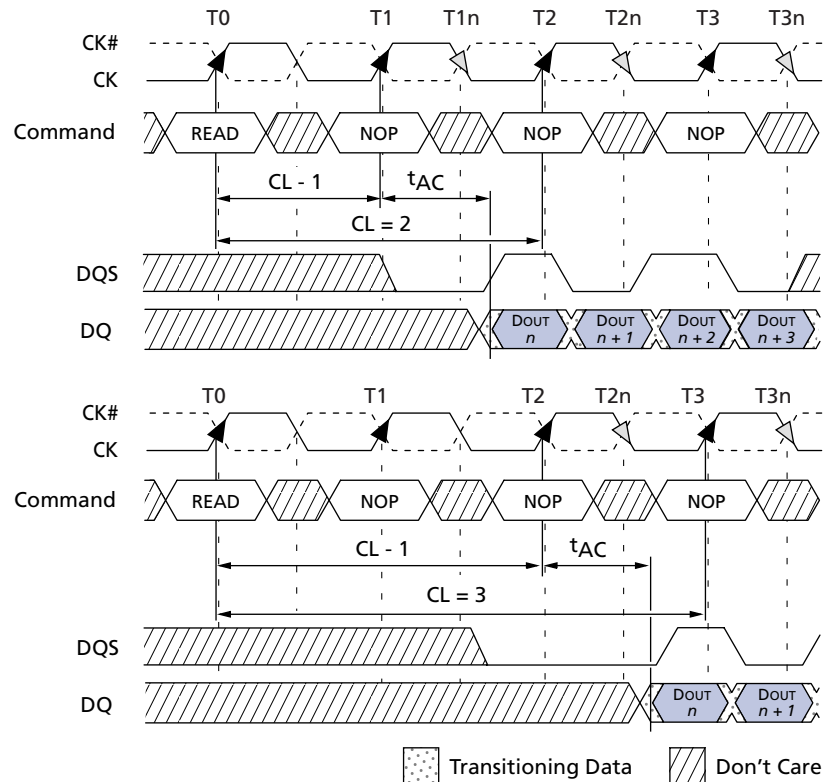 T0 T1 T1n T2 T2n T3 T3n
CK#
CK
Command READ NOP NOP NOP
CL - 1 tAC
CL = 2
DQS
DQ
DOUT n DOUT n + 1 DOUT n + 2 DOUT n + 3
T0 T1 T2 T2n T3 T3n
CK#
CK
Command READ NOP NOP NOP
CL - 1 tAC
CL = 3
DQS
DQ
DOUT n DOUT n + 1
Transitioning Data Don't Care